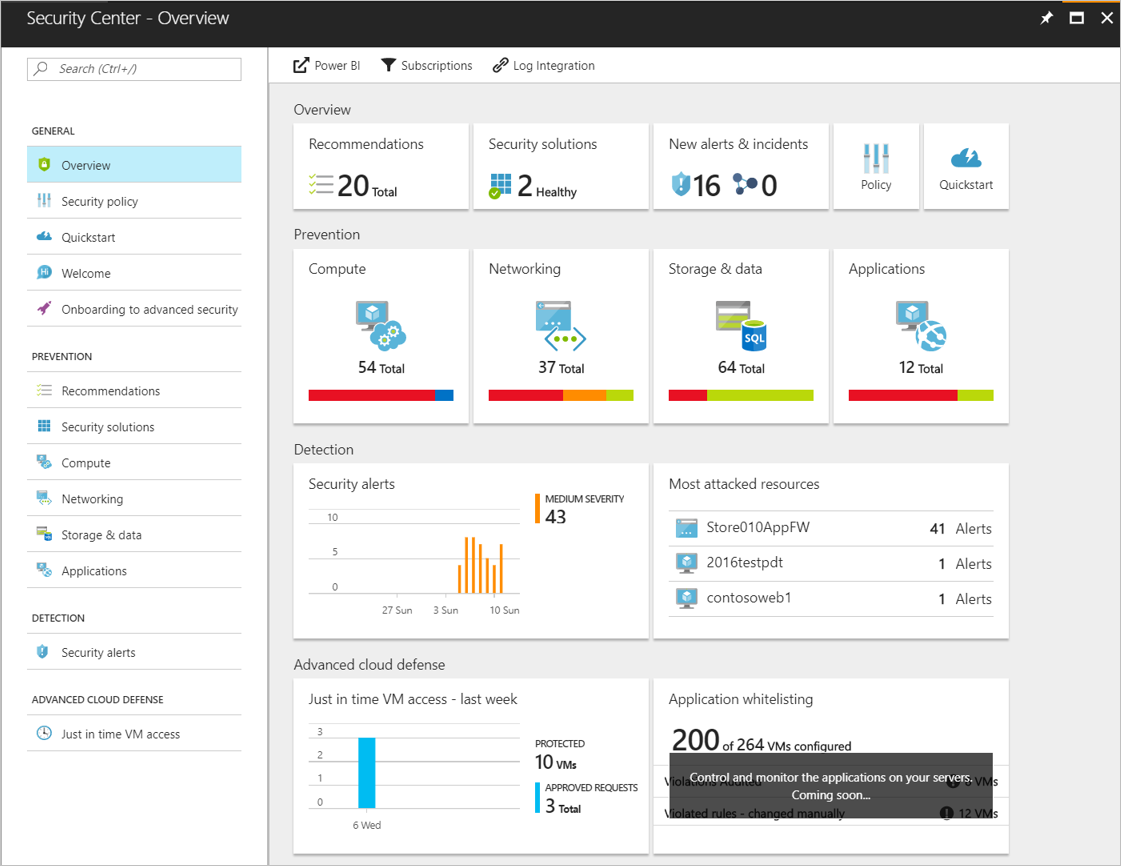 Security Center - Overview
Search (Ctrl+/)
GENERAL
Overview
Security policy
Quickstart
Welcome
Onboarding to advanced security
PREVENTION
Recommendations
Security solutions
Compute
Networking
Storage & data
Applications
DETECTION
Security alerts
ADVANCED CLOUD DEFENSE
Just in time VM access
Power BI Subscriptions Log Integration
Overview
Recommendations
20 Total
Security solutions
2 Healthy
New alerts & incidents
16 0
Policy
Quickstart
Prevention
Compute
54 Total
Networking
37 Total
Storage & data
SQL
64 Total
Applications
12 Total
Detection
Security alerts
10
5
0
27 Sun 3 Sun 10 Sun
MEDIUM SEVERITY
43
Most attacked resources
Store010AppFW 41 Alerts
2016testpdt 1 Alerts
contosoweb1 1 Alerts
Advanced cloud defense
Just in time VM access - last week
3
2
1
0
6 Wed
PROTECTED
10 VMs
APPROVED REQUESTS
3 Total
Application whitelisting
200 of 264 VMs configured
Control and monitor the applications on your servers.
Coming soon...
Violations Audited VMs
Violated rules - changed manually 12 VMs